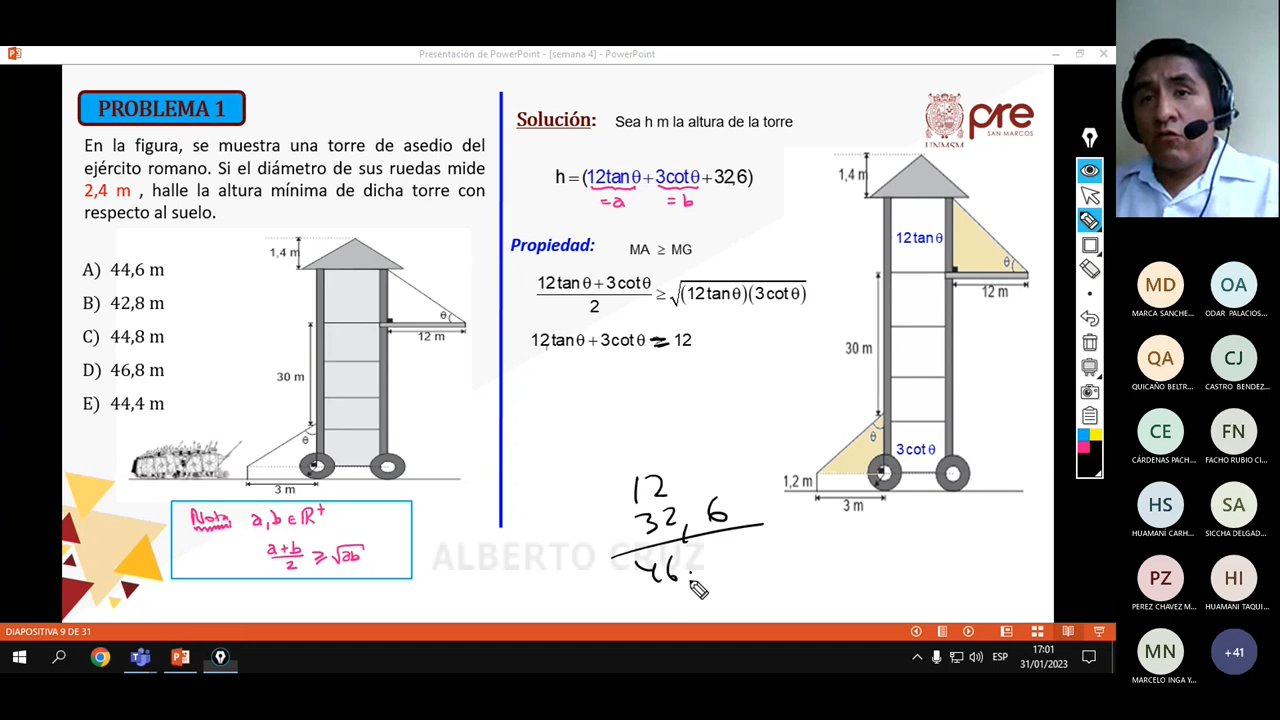 Presentación de PowerPoint - [semana 4] - PowerPoint
PROBLEMA 1
En la figura, se muestra una torre de asedio del
ejército romano. Si el diámetro de sus ruedas mide
2,4 m , halle la altura mínima de dicha torre con
respecto al suelo.
A) 44,6 m
B) 42,8 m
C) 44,8 m
D) 46,8 m
E) 44,4 m
1,4 m
θ
12 m
30 m
θ
3 m
Nota: a,b ∈ R⁺
a+b/2 ≥ √ab
Solución: Sea h m la altura de la torre
h = (12tanθ + 3cotθ + 32,6)
=a =b
Propiedad: MA ≥ MG
12tanθ + 3cotθ/2 ≥ √(12tanθ)(3cotθ)
12tanθ + 3cotθ ≥ 12
12
32,6
46.
ALBERTO CRUZ
UNMSM
pre
SAN MARCOS
1,4 m
12tanθ
θ
12 m
30 m
θ
3cotθ
1,2 m
3 m
MD
MARCA SANCHE...
OA
ODAR PALACIOS...
QA
QUICAÑO BELTR...
CJ
CASTRO BENDEZ...
CE
CÁRDENAS PACH...
FN
FACHO RUBIO CI...
HS
HUAMANÍ CARH...
SA
SICCHA DELGAD...
PZ
PEREZ CHAVEZ M...
HI
HUAMANI TAQUI...
MN
MARCELO INGA Y...
+41
DIAPOSITIVA 9 DE 31
ESP
17:01
31/01/2023